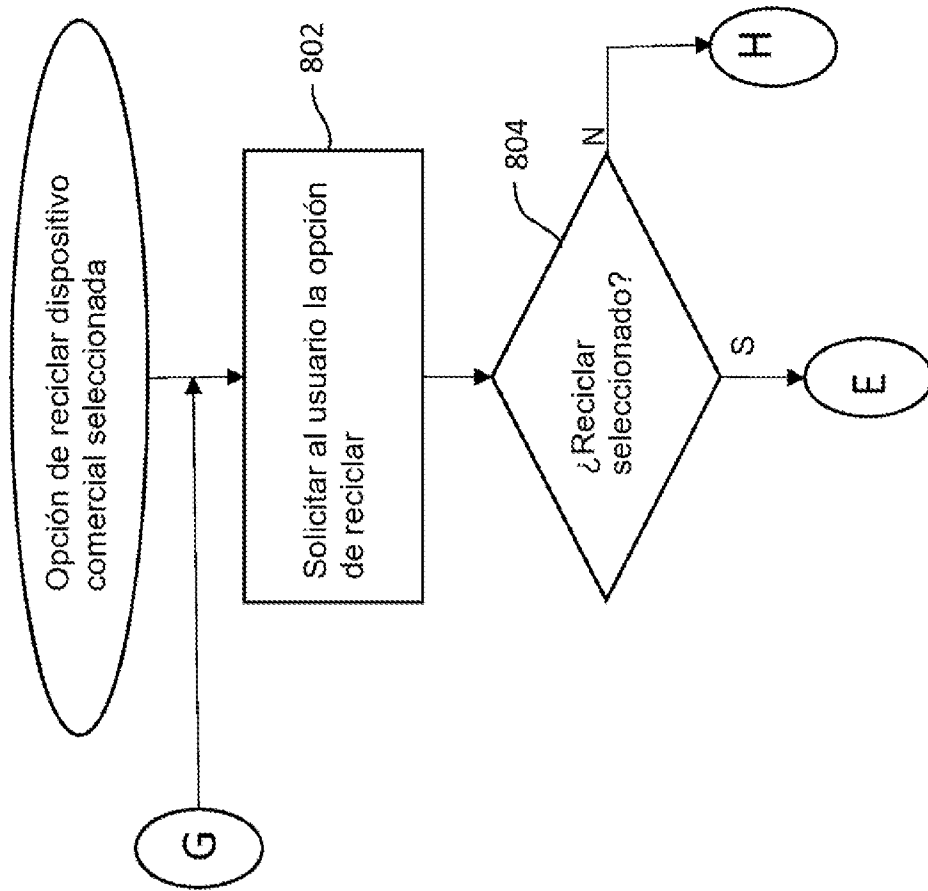 Opción de reciclar dispositivo
comercial seleccionada
G
802
Solicitar al usuario la opción
de reciclar
804
¿Reciclar
seleccionado?
N
H
S
E